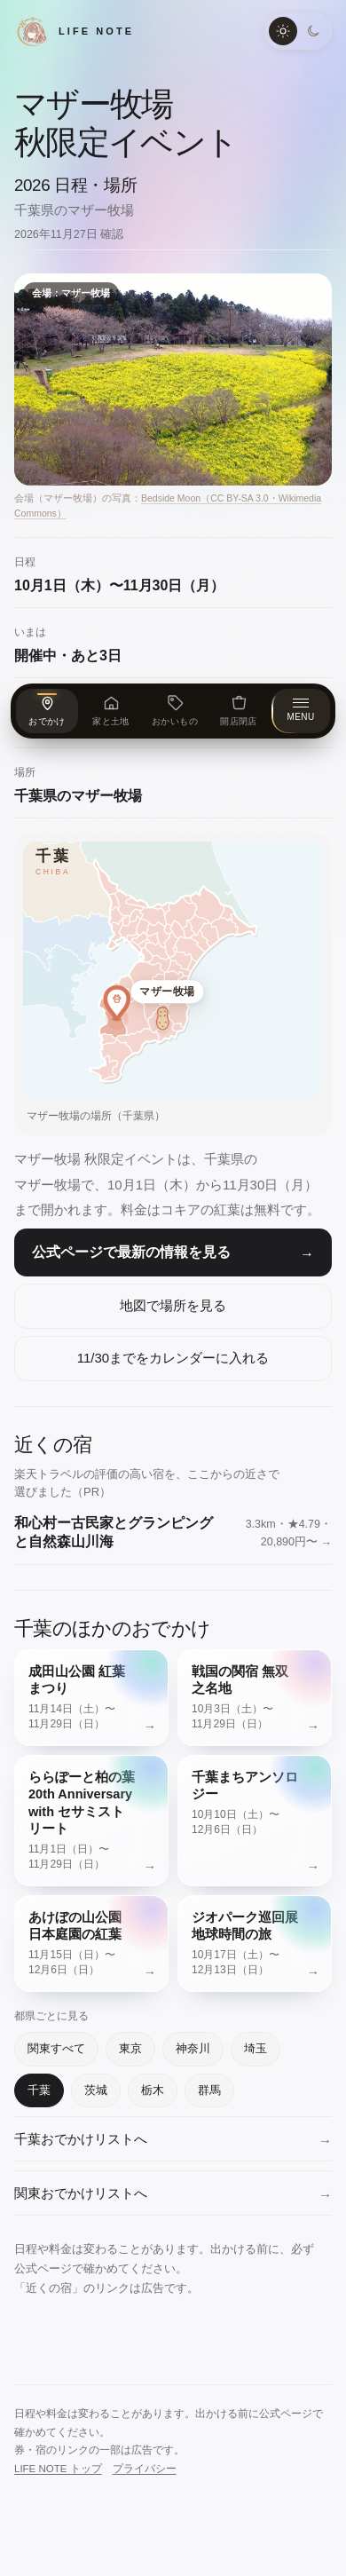 LIFE NOTE
マザー牧場
秋限定イベント
2026 日程・場所
千葉県のマザー牧場
2026年11月27日 確認
会場：マザー牧場
会場（マザー牧場）の写真：Bedside Moon（CC BY-SA 3.0・Wikimedia
Commons）
日程
10月1日（木）〜11月30日（月）
いまは
開催中・あと3日
おでかけ
家と土地
おかいもの
開店閉店
MENU
場所
千葉県のマザー牧場
千葉
CHIBA
マザー牧場
マザー牧場の場所（千葉県）
マザー牧場 秋限定イベントは、千葉県の
マザー牧場で、10月1日（木）から11月30日（月）
まで開かれます。料金はコキアの紅葉は無料です。
公式ページで最新の情報を見る →
地図で場所を見る
11/30までをカレンダーに入れる
近くの宿
楽天トラベルの評価の高い宿を、ここからの近さで
選びました（PR）
和心村ー古民家とグランピング
と自然森山川海
3.3km・★4.79・
20,890円〜 →
千葉のほかのおでかけ
成田山公園 紅葉
まつり
11月14日（土）〜
11月29日（日） →
戦国の関宿 無双
之名地
10月3日（土）〜
11月29日（日） →
ららぽーと柏の葉
20th Anniversary
with セサミスト
リート
11月1日（日）〜
11月29日（日） →
千葉まちアンソロ
ジー
10月10日（土）〜
12月6日（日）
→
あけぼの山公園
日本庭園の紅葉
11月15日（日）〜
12月6日（日） →
ジオパーク巡回展
地球時間の旅
10月17日（土）〜
12月13日（日） →
都県ごとに見る
関東すべて 東京 神奈川 埼玉
千葉 茨城 栃木 群馬
千葉おでかけリストへ →
関東おでかけリストへ →
日程や料金は変わることがあります。出かける前に、必ず
公式ページで確かめてください。
「近くの宿」のリンクは広告です。
日程や料金は変わることがあります。出かける前に公式ページで
確かめてください。
券・宿のリンクの一部は広告です。
LIFE NOTE トップ プライバシー